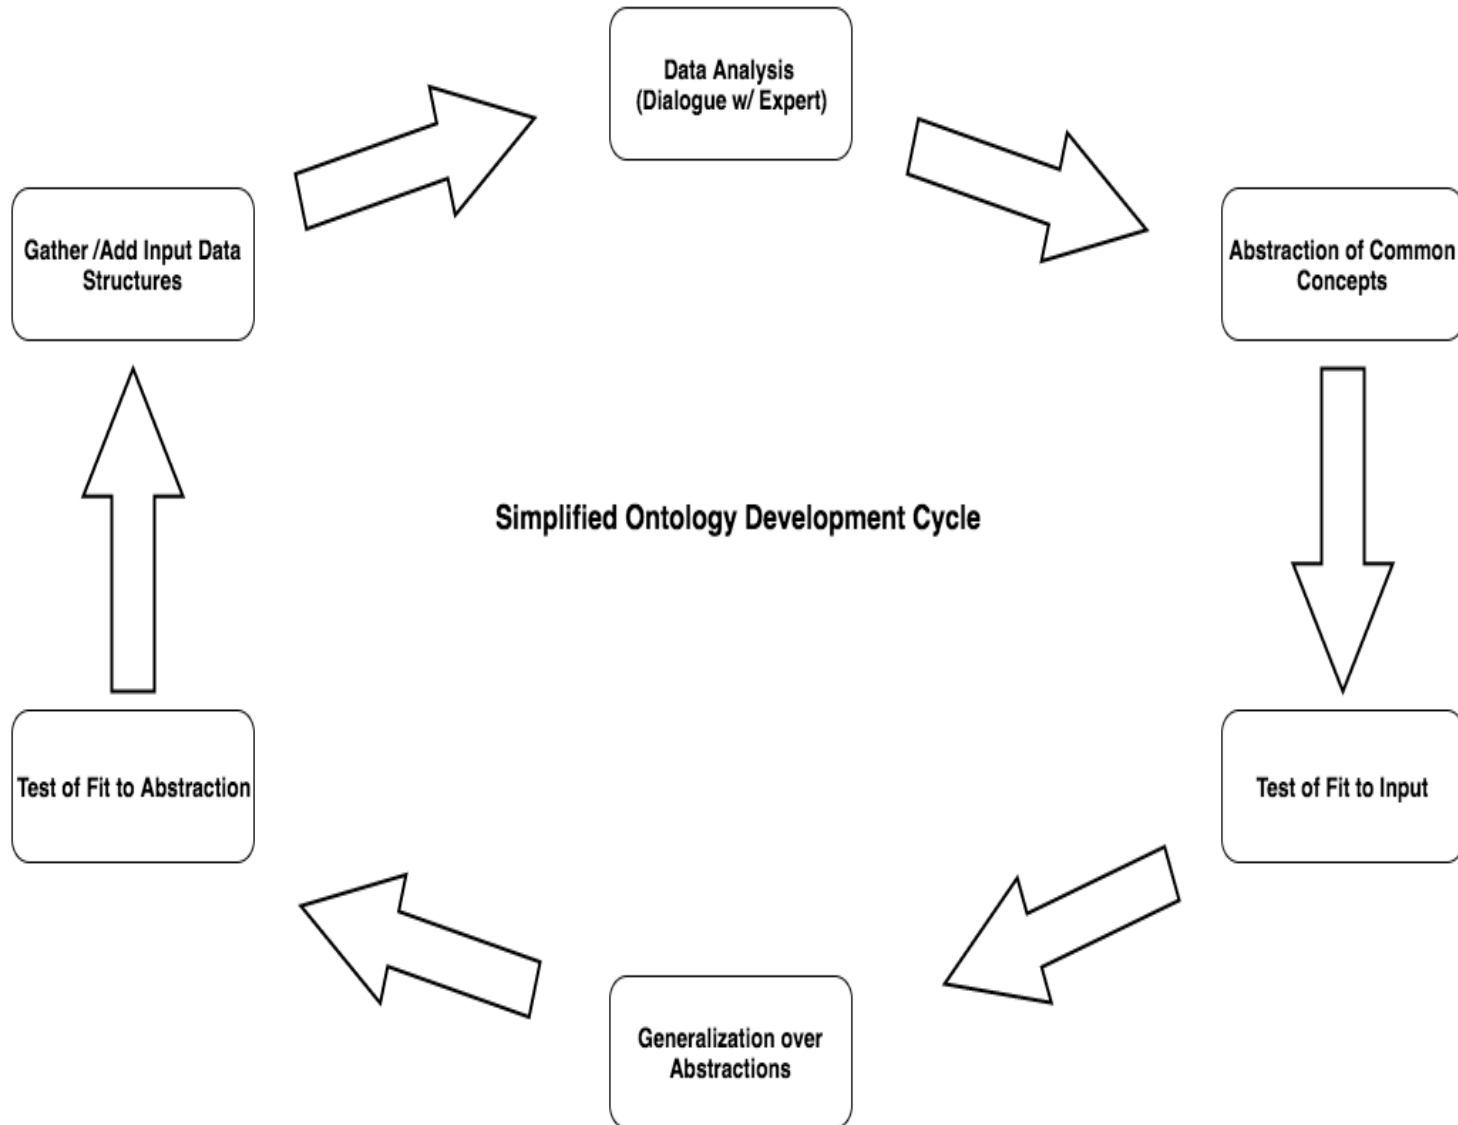 Data Analysis
(Dialogue w/ Expert)
Gather /Add Input Data
Structures
Abstraction of Common
Concepts
Simplified Ontology Development Cycle
Test of Fit to Abstraction
Test of Fit to Input
Generalization over
Abstractions